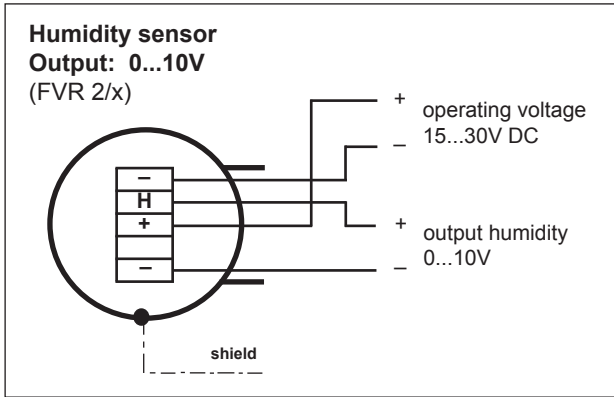 Humidity sensor
Output: 0...10V
(FVR 2/x)
+
operating voltage
15...30V DC
–
–
H
+
–
+
output humidity
0...10V
–
shield